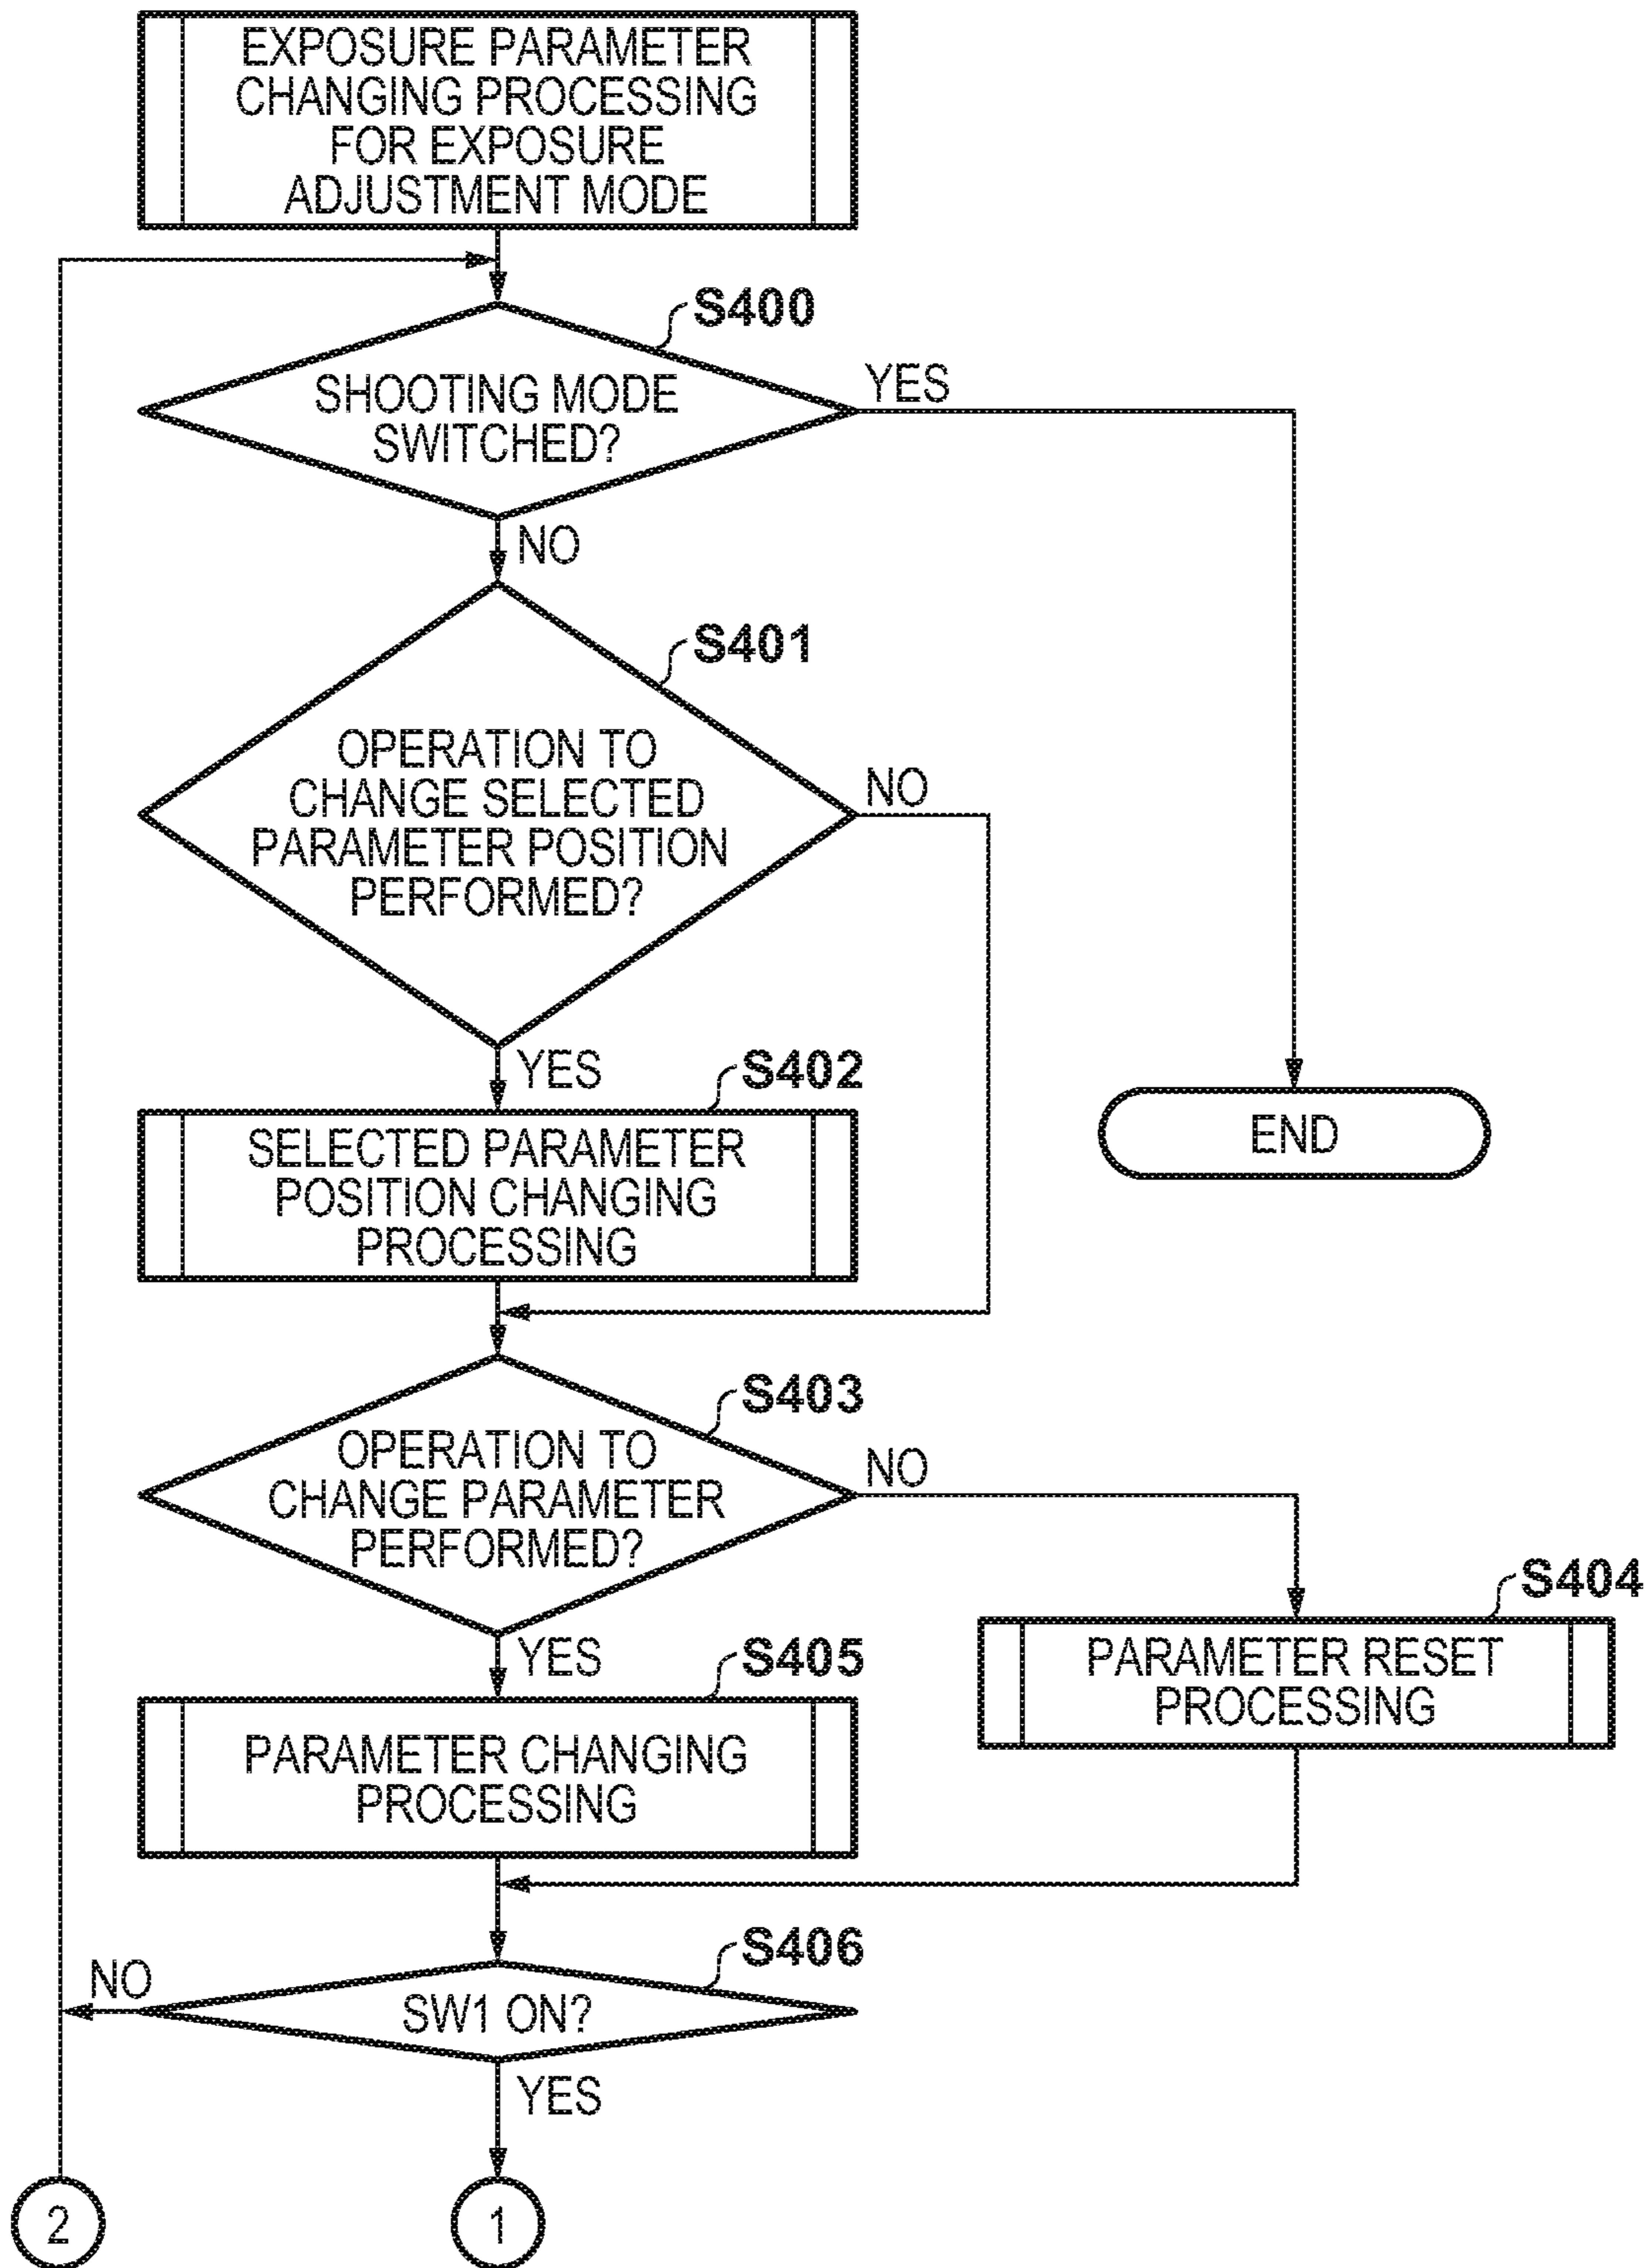 EXPOSURE PARAMETER
CHANGING PROCESSING
FOR EXPOSURE
ADJUSTMENT MODE
S400
SHOOTING MODE
SWITCHED?
YES
NO
S401
OPERATION TO
CHANGE SELECTED
PARAMETER POSITION
PERFORMED?
NO
YES
S402
SELECTED PARAMETER
POSITION CHANGING
PROCESSING
END
S403
OPERATION TO
CHANGE PARAMETER
PERFORMED?
NO
S404
PARAMETER RESET
PROCESSING
YES
S405
PARAMETER CHANGING
PROCESSING
S406
NO
SW1 ON?
YES
2
1